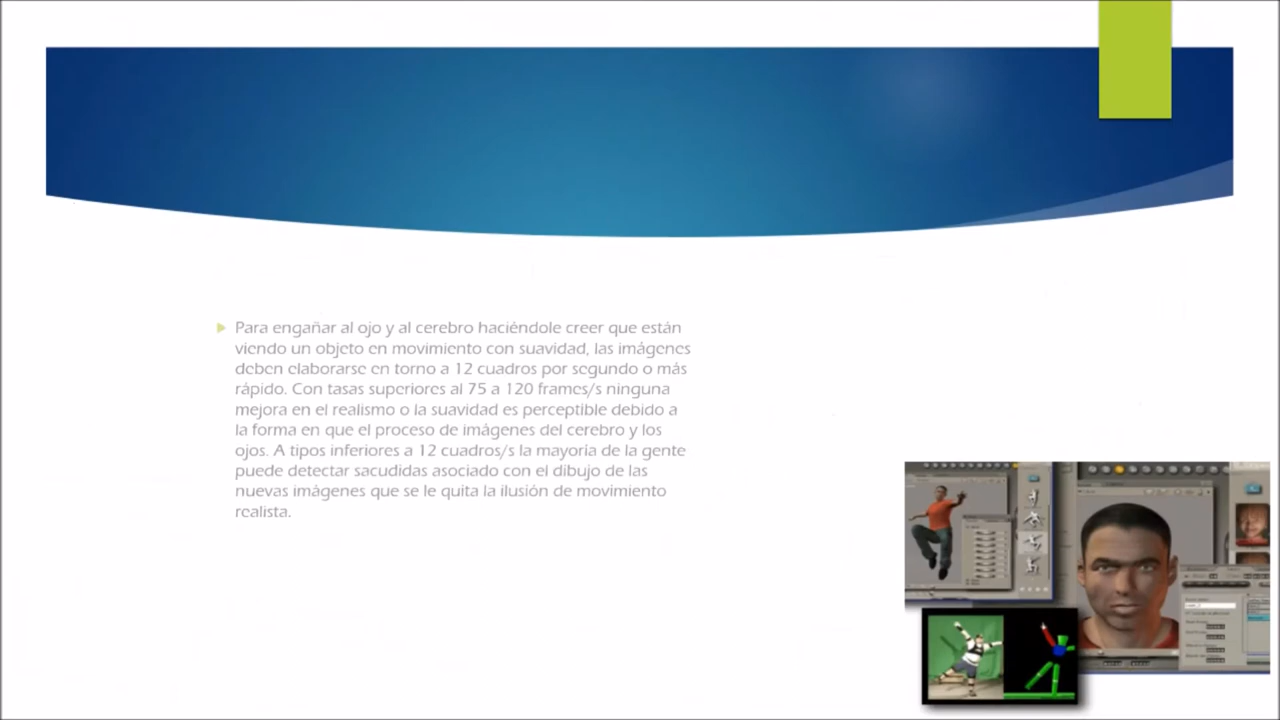 Para engañar al ojo y al cerebro haciéndole creer que están
viendo un objeto en movimiento con suavidad, las imágenes
deben elaborarse en torno a 12 cuadros por segundo o más
rápido. Con tasas superiores al 75 a 120 frames/s ninguna
mejora en el realismo o la suavidad es perceptible debido a
la forma en que el proceso de imágenes del cerebro y los
ojos. A tipos inferiores a 12 cuadros/s la mayoría de la gente
puede detectar sacudidas asociado con el dibujo de las
nuevas imágenes que se le quita la ilusión de movimiento
realista.